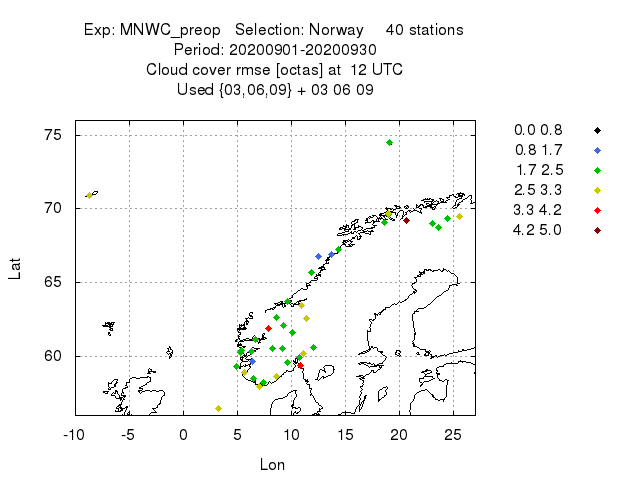 Exp: MNWC_preop Selection: Norway 40 stations
Period: 20200901-20200930
Cloud cover rmse [octas] at 12 UTC
Used {03,06,09} + 03 06 09
75
70
65
60
Lat
-10 -5 0 5 10 15 20 25
Lon
0.0 0.8
0.8 1.7
1.7 2.5
2.5 3.3
3.3 4.2
4.2 5.0